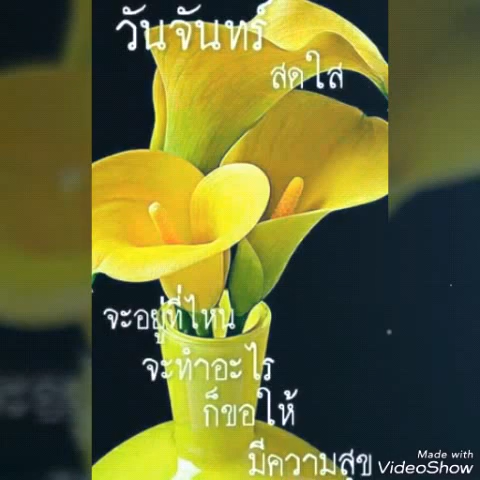 วันจันทร์
สดใส
จะอยู่ที่ไหน
จะทำอะไร
ก็ขอให้
มีความสุข
Made with
VideoShow